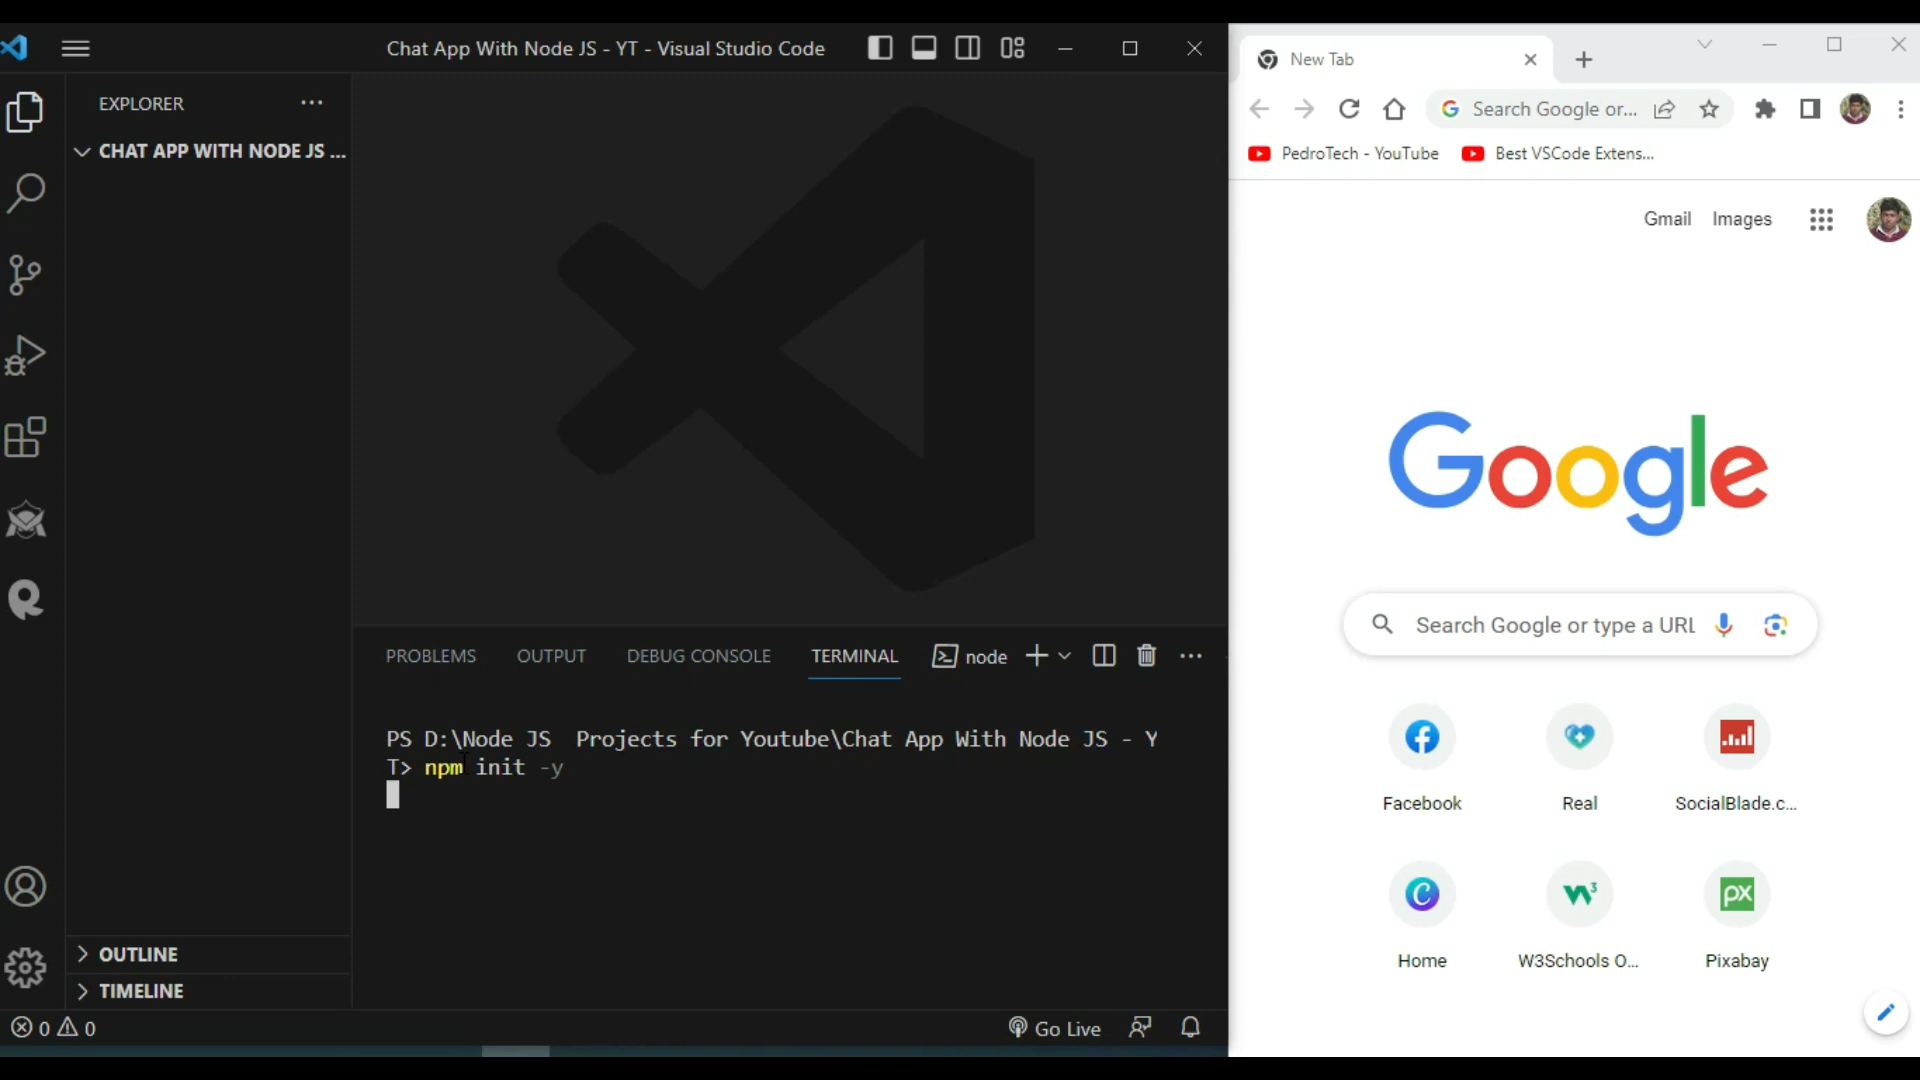 Chat App With Node JS - YT - Visual Studio Code
EXPLORER
CHAT APP WITH NODE JS ...
OUTLINE
TIMELINE
PROBLEMS
OUTPUT
DEBUG CONSOLE
TERMINAL
node
PS D:\Node JS  Projects for Youtube\Chat App With Node JS - Y
T> npm init -y
0
0
Go Live
New Tab
Search Google or...
PedroTech - YouTube
Best VSCode Extens...
Gmail
Images
Google
Search Google or type a URL
Facebook
Real
SocialBlade.c...
Home
W3Schools O...
px
Pixabay